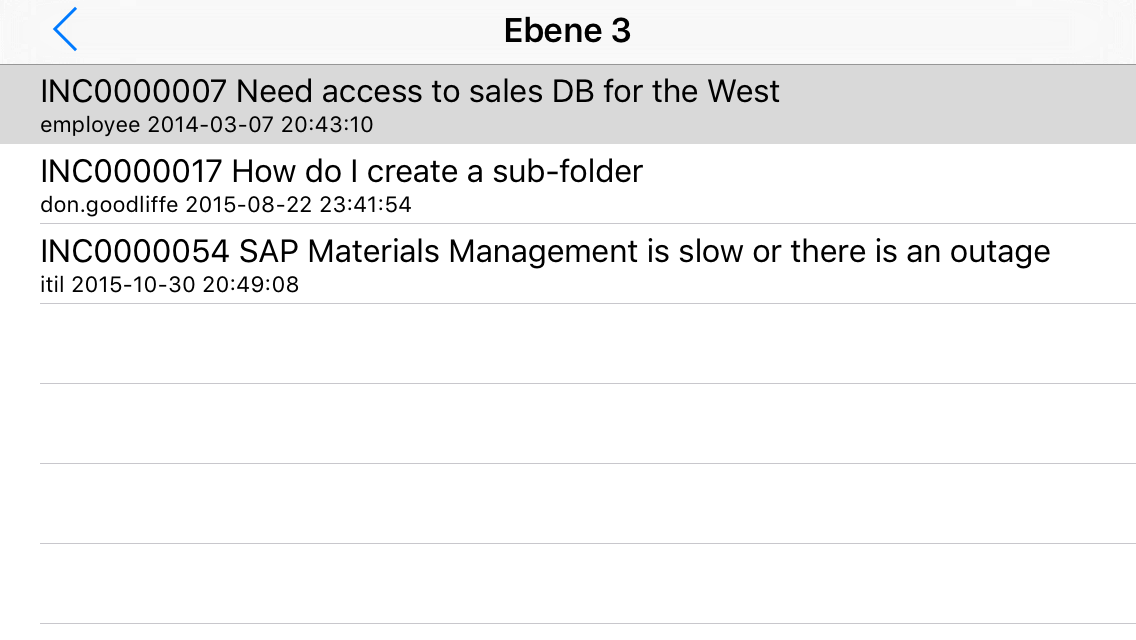 Ebene 3
INC0000007 Need access to sales DB for the West
employee 2014-03-07 20:43:10
INC0000017 How do I create a sub-folder
don.goodliffe 2015-08-22 23:41:54
INC0000054 SAP Materials Management is slow or there is an outage
itil 2015-10-30 20:49:08